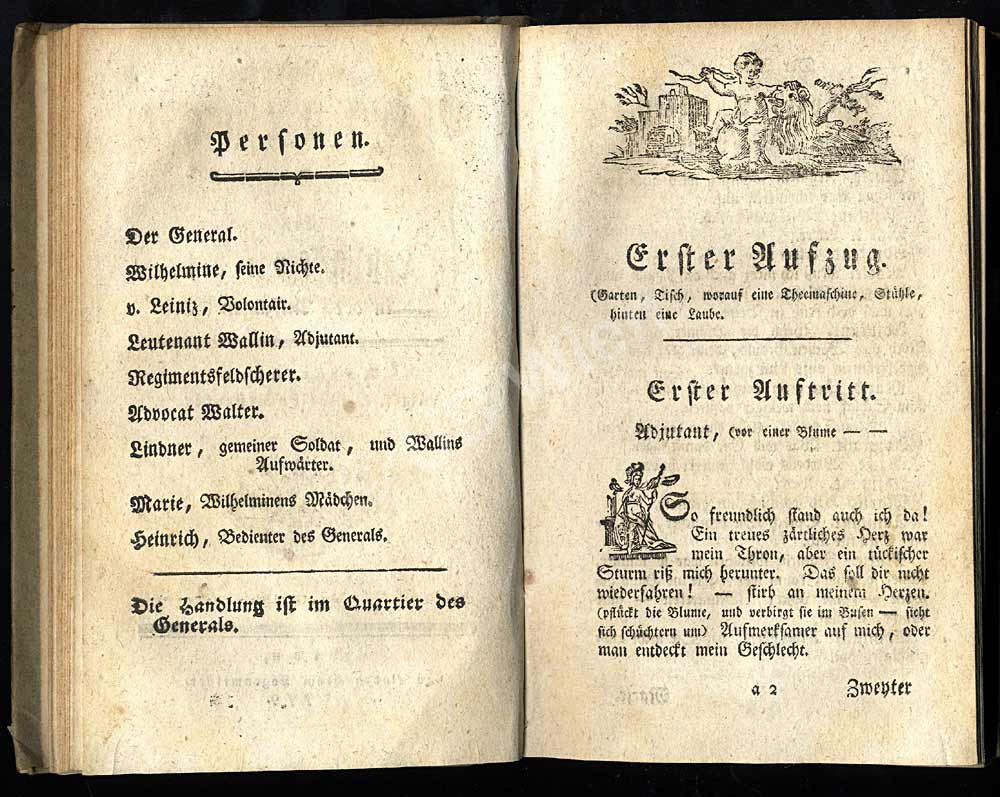 Personen.
Der General.
Wilhelmine, seine Nichte.
v. Leiniz, Volontair.
Leutenant Wallin, Adjutant.
Regimentsfeldscherer.
Advocat Walter.
Lindner, gemeiner Soldat, und Wallins
Aufwärter.
Marie, Wilhelminens Mädchen.
Heinrich, Bedienter des Generals.
Die Handlung ist im Quartier des
Generals.
Erster Aufzug.
(Garten, Tisch, worauf eine Theemaschine, Stühle,
hinten eine Laube.
Erster Auftritt.
Adjutant, (vor einer Blume — —
So freundlich stand auch ich da!
Ein treues zärtliches Herz war
mein Thron, aber ein tückischer
Sturm riß mich herunter. Das soll dir nicht
wiederfahren! — stirb an meinem Herzen.
(pflückt die Blume, und verbirgt sie im Busen — sieht
sich schüchtern um) Aufmerksamer auf mich, oder
man entdeckt mein Geschlecht.
a 2 Zweyter